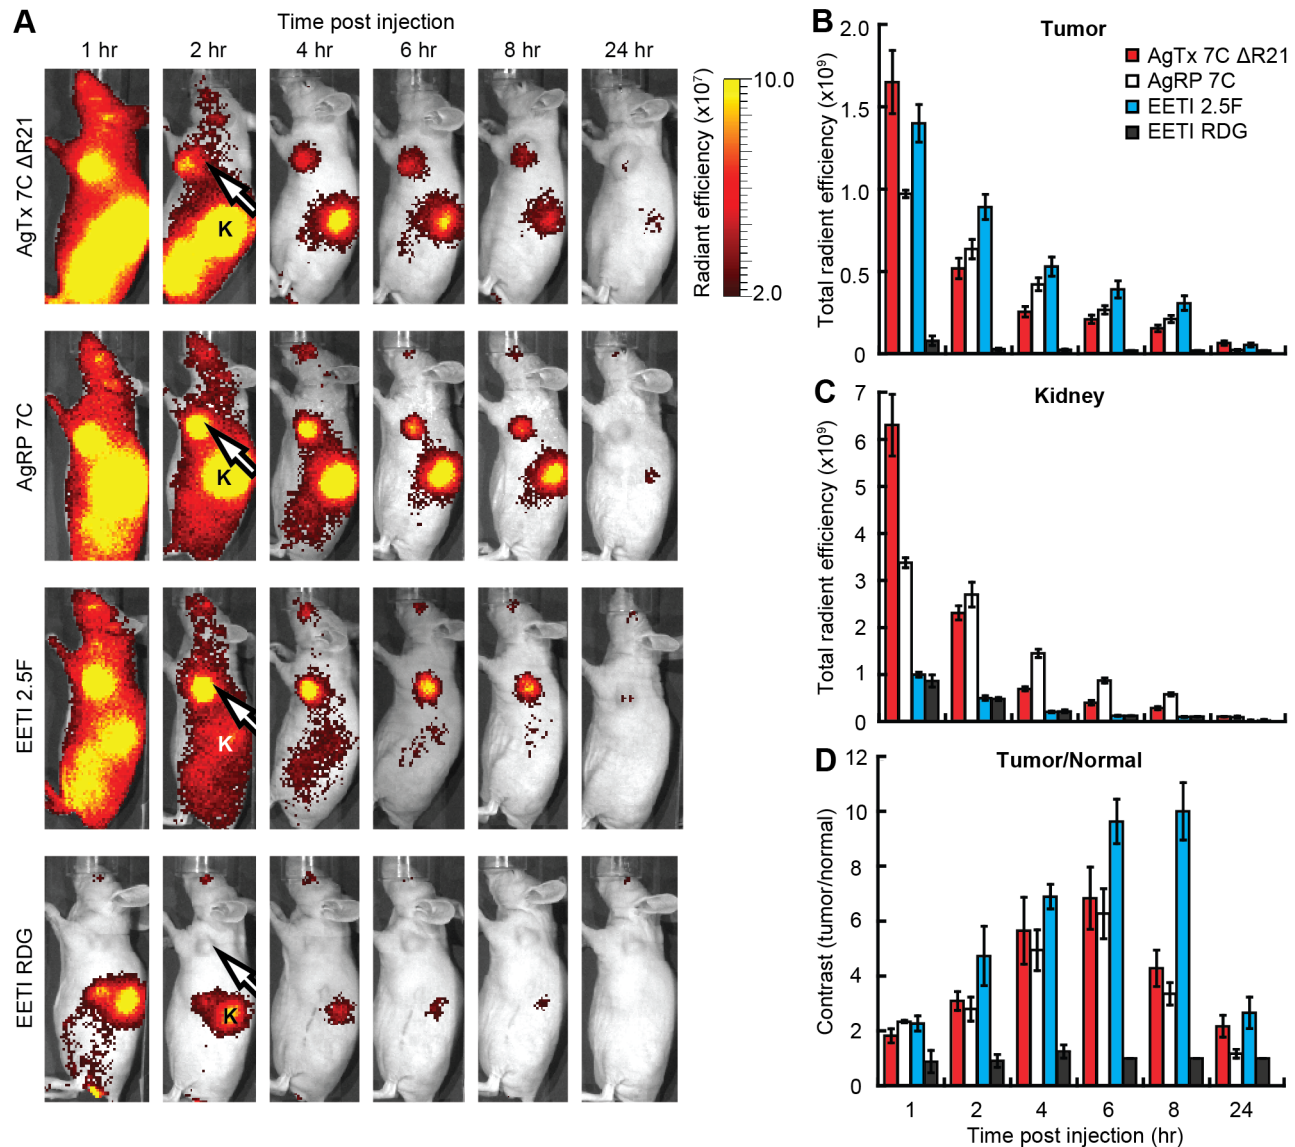 A
Time post injection
1 hr 2 hr 4 hr 6 hr 8 hr 24 hr
AgTx 7C ΔR21
K
Radiant efficiency (x10⁷)
10.0
2.0
AgRP 7C
K
EETI 2.5F
K
EETI RDG
K
B
Tumor
AgTx 7C ΔR21
AgRP 7C
EETI 2.5F
EETI RDG
Total radient efficiency (x10⁹)
2.0
1.5
1.0
0.5
0
C
Kidney
Total radient efficiency (x10⁹)
7
6
5
4
3
2
1
0
D
Tumor/Normal
Contrast (tumor/normal)
12
10
8
6
4
2
0
1 2 4 6 8 24
Time post injection (hr)